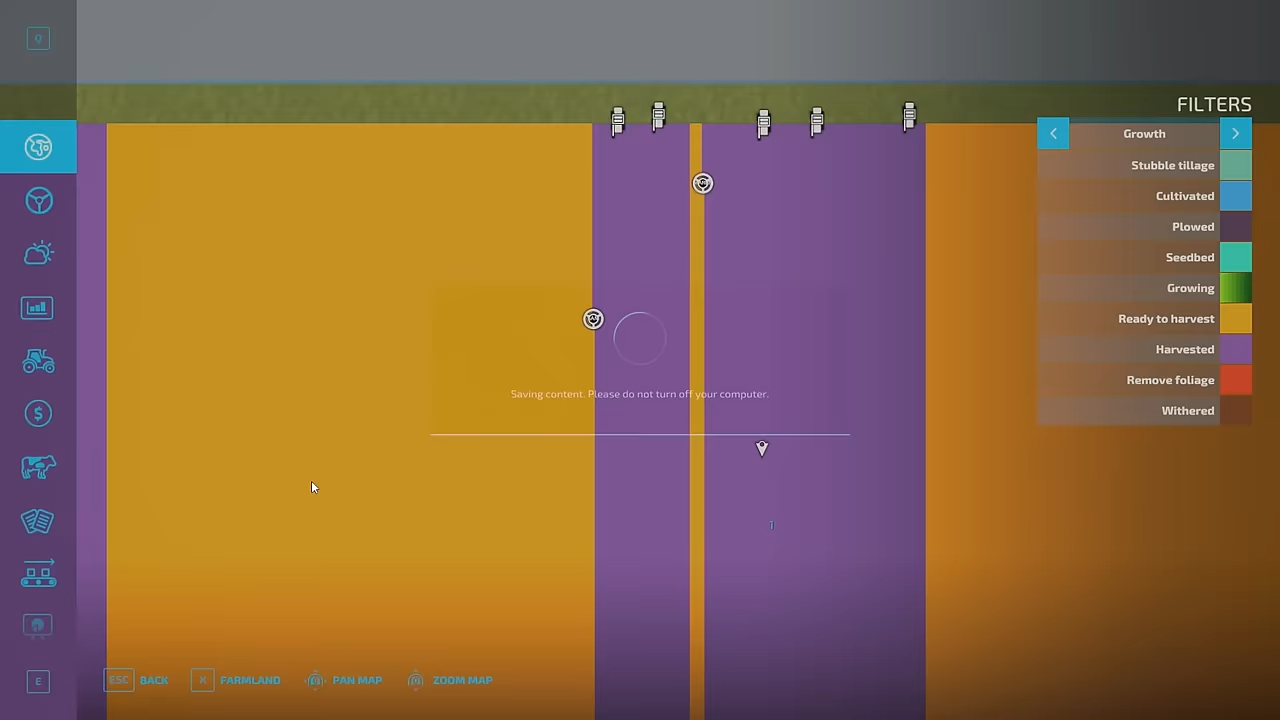 Q
FILTERS
Growth
Stubble tillage
Cultivated
Plowed
Seedbed
Growing
Ready to harvest
Harvested
Remove foliage
Withered
Saving content. Please do not turn off your computer.
E
ESC BACK
X FARMLAND
PAN MAP
ZOOM MAP